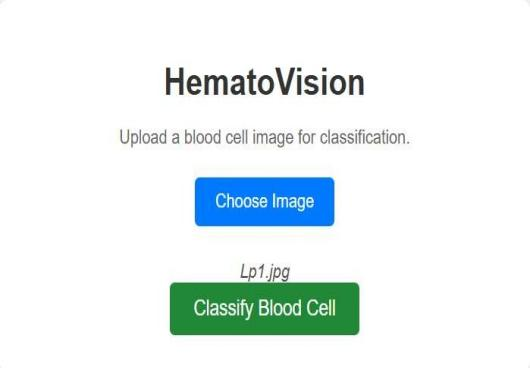 HematoVision
Upload a blood cell image for classification.
Choose Image
Lp1.jpg
Classify Blood Cell